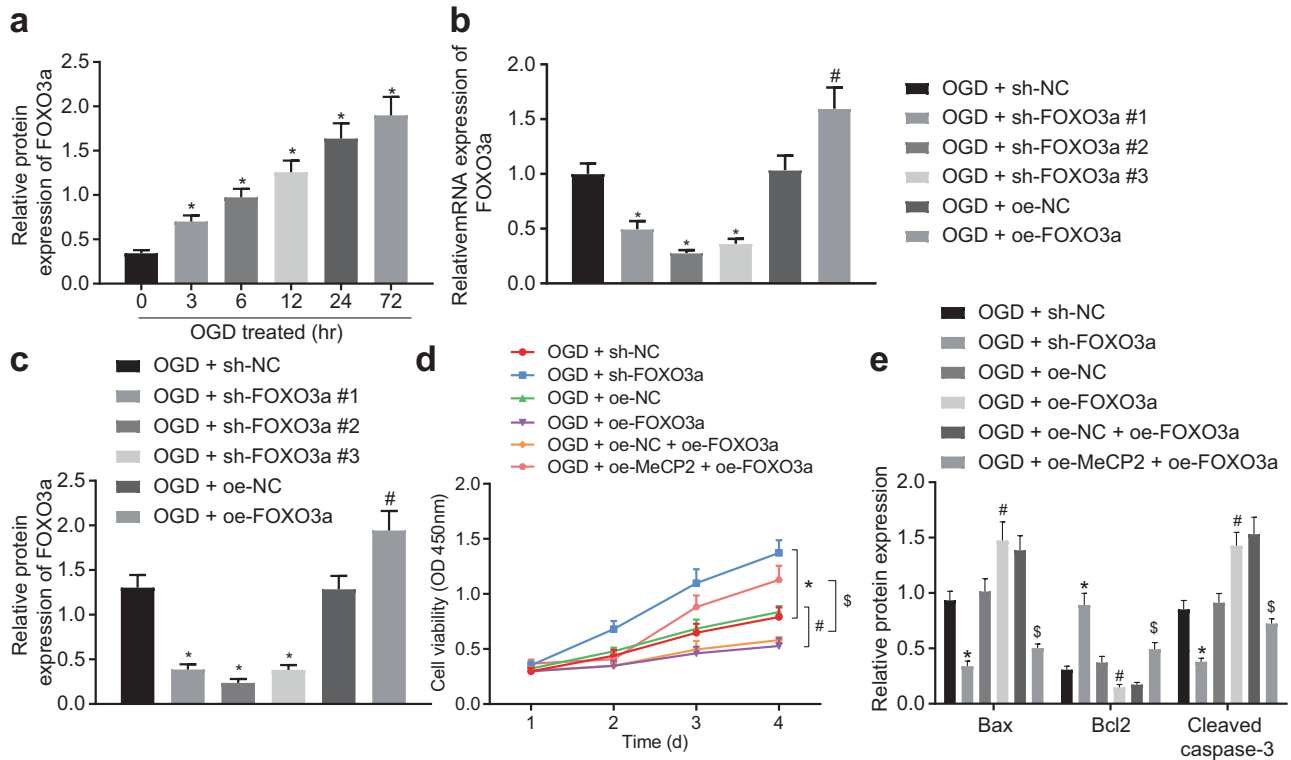 a
Relative protein
expression of FOXO3a
2.5
2.0
1.5
1.0
0.5
0.0
*
*
*
*
*
0
3
6
12
24
72
OGD treated (hr)
b
RelativemRNA expression of
FOXO3a
2.0
1.5
1.0
0.5
0.0
*
*
*
#
OGD + sh-NC
OGD + sh-FOXO3a #1
OGD + sh-FOXO3a #2
OGD + sh-FOXO3a #3
OGD + oe-NC
OGD + oe-FOXO3a
c
OGD + sh-NC
OGD + sh-FOXO3a #1
OGD + sh-FOXO3a #2
OGD + sh-FOXO3a #3
OGD + oe-NC
OGD + oe-FOXO3a
Relative protein
expression of FOXO3a
2.5
2.0
1.5
1.0
0.5
0.0
*
*
*
#
d
OGD + sh-NC
OGD + sh-FOXO3a
OGD + oe-NC
OGD + oe-FOXO3a
OGD + oe-NC + oe-FOXO3a
OGD + oe-MeCP2 + oe-FOXO3a
Cell viability (OD 450nm)
2.0
1.5
1.0
0.5
0.0
*
#
$
1
2
3
4
Time (d)
e
OGD + sh-NC
OGD + sh-FOXO3a
OGD + oe-NC
OGD + oe-FOXO3a
OGD + oe-NC + oe-FOXO3a
OGD + oe-MeCP2 + oe-FOXO3a
Relative protein expression
2.0
1.5
1.0
0.5
0.0
*
#
$
*
#
$
*
#
$
Bax
Bcl2
Cleaved
caspase-3